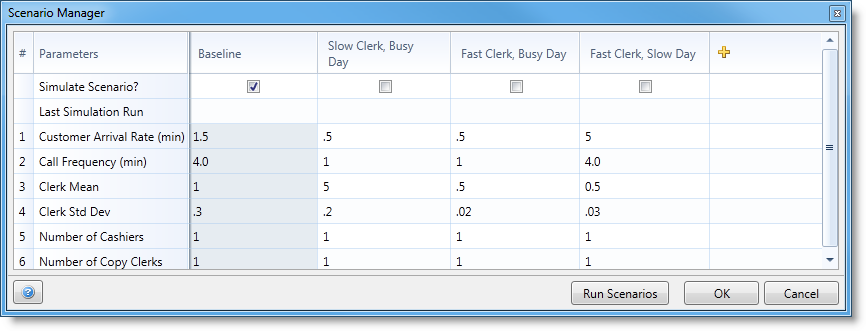 Scenario Manager
# Parameters Baseline Slow Clerk, Busy Day Fast Clerk, Busy Day Fast Clerk, Slow Day
Simulate Scenario?
Last Simulation Run
1 Customer Arrival Rate (min) 1.5 .5 .5 5
2 Call Frequency (min) 4.0 1 1 4.0
3 Clerk Mean 1 5 .5 0.5
4 Clerk Std Dev .3 .2 .02 .03
5 Number of Cashiers 1 1 1 1
6 Number of Copy Clerks 1 1 1 1
? Run Scenarios OK Cancel